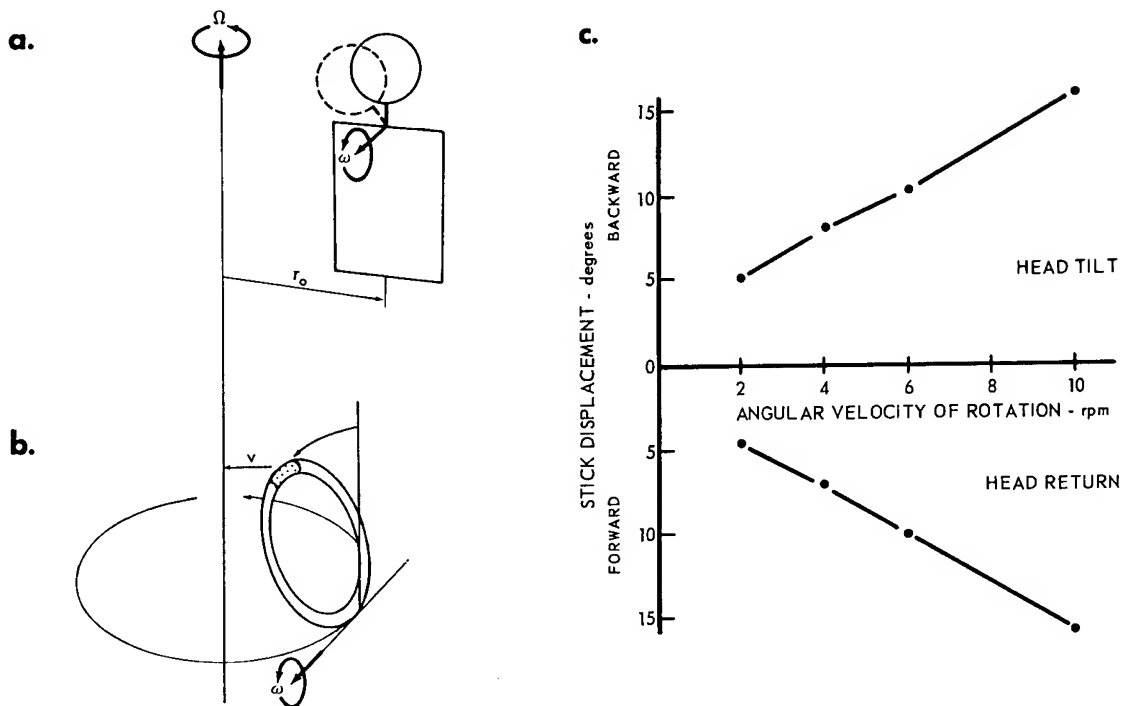 a.
Ω
ω
r₀
b.
v
ω
c.
STICK DISPLACEMENT - degrees
BACKWARD
FORWARD
15
10
5
0
5
10
15
2
4
6
8
10
ANGULAR VELOCITY OF ROTATION - rpm
HEAD TILT
HEAD RETURN